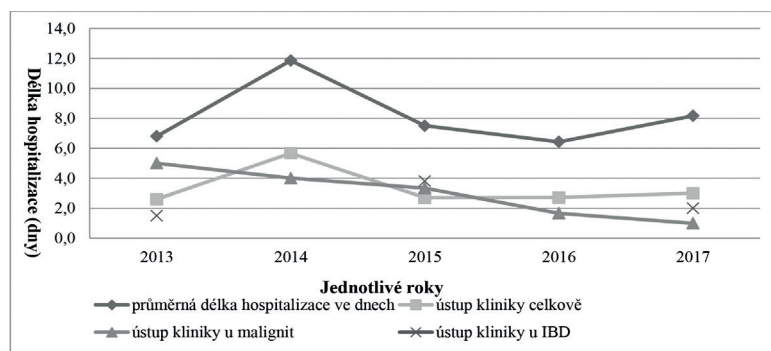 14,0
12,0
10,0
8,0
6,0
4,0
2,0
0,0
Délka hospitalizace (dny)
2013 2014 2015 2016 2017
Jednotlivé roky
průměrná délka hospitalizace ve dnech ústup kliniky celkově
ústup kliniky u malignit ústup kliniky u IBD